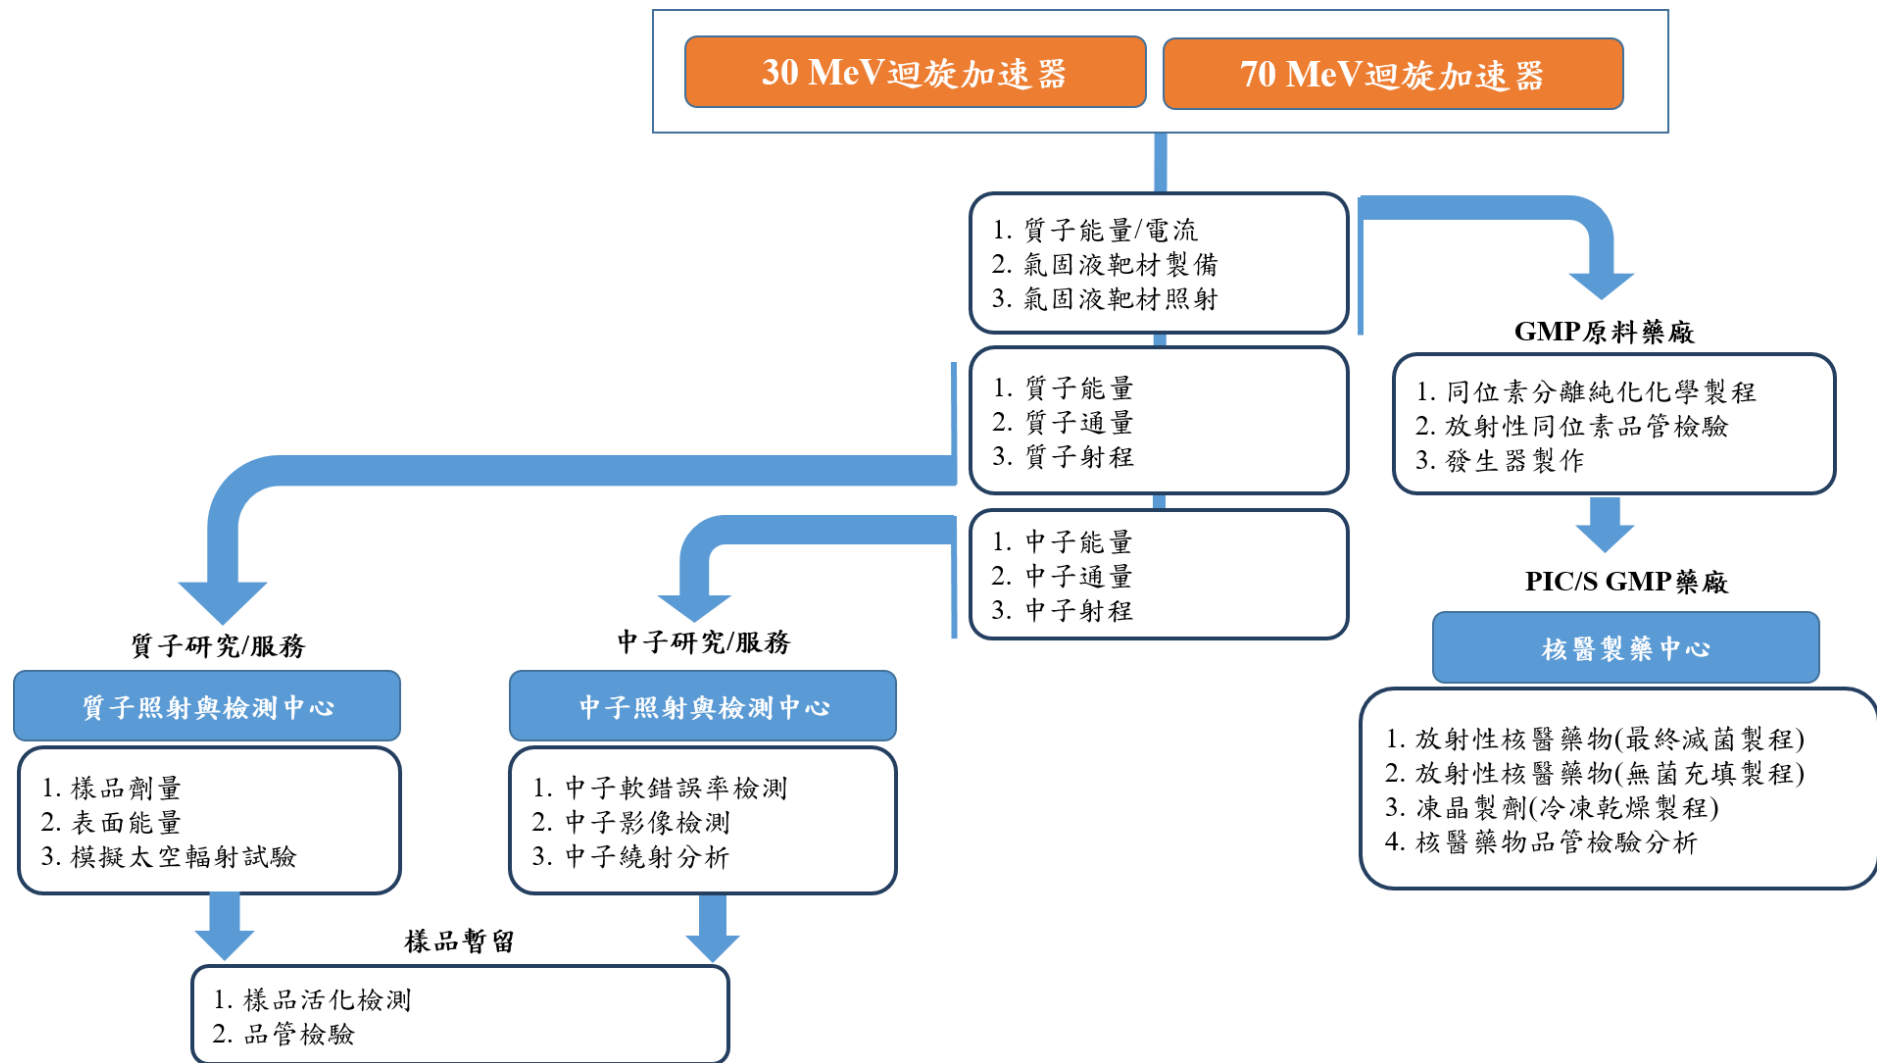 30 MeV迴旋加速器
70 MeV迴旋加速器
1. 質子能量/電流
2. 氣固液靶材製備
3. 氣固液靶材照射
GMP原料藥廠
1. 同位素分離純化化學製程
2. 放射性同位素品管檢驗
3. 發生器製作
1. 質子能量
2. 質子通量
3. 質子射程
1. 中子能量
2. 中子通量
3. 中子射程
PIC/S GMP藥廠
核醫製藥中心
1. 放射性核醫藥物(最終滅菌製程)
2. 放射性核醫藥物(無菌充填製程)
3. 凍晶製劑(冷凍乾燥製程)
4. 核醫藥物品管檢驗分析
質子研究/服務
質子照射與檢測中心
1. 樣品劑量
2. 表面能量
3. 模擬太空輻射試驗
中子研究/服務
中子照射與檢測中心
1. 中子軟錯誤率檢測
2. 中子影像檢測
3. 中子繞射分析
樣品暫留
1. 樣品活化檢測
2. 品管檢驗